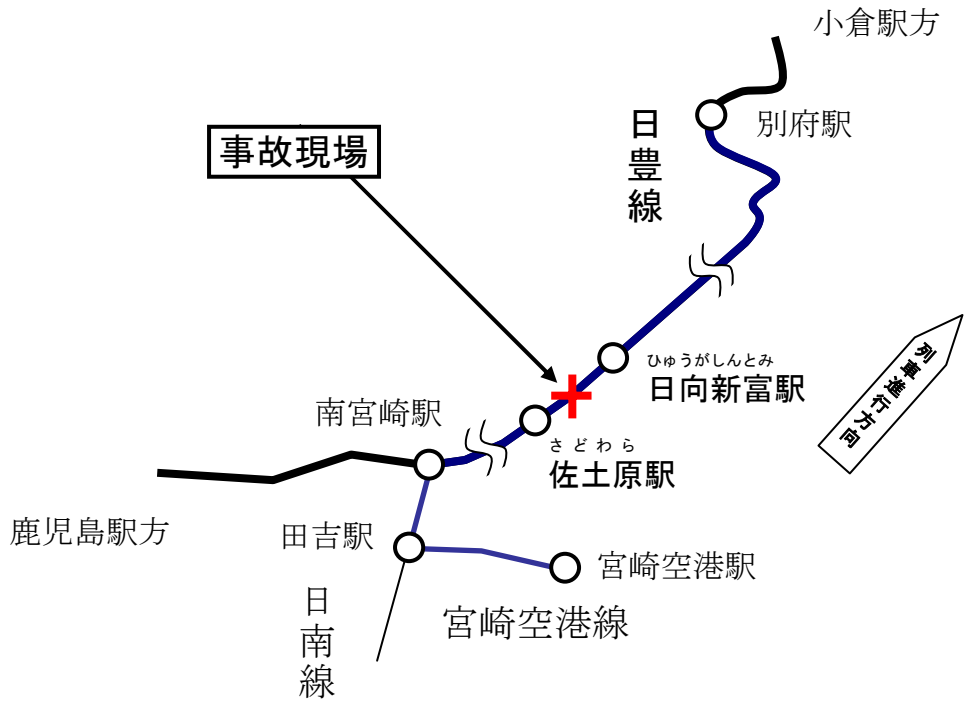 小倉駅方
別府駅
日豊線
事故現場
ひゅうがしんとみ
日向新富駅
列車進行方向
南宮崎駅
さどわら
佐土原駅
鹿児島駅方
田吉駅
宮崎空港駅
日南線
宮崎空港線